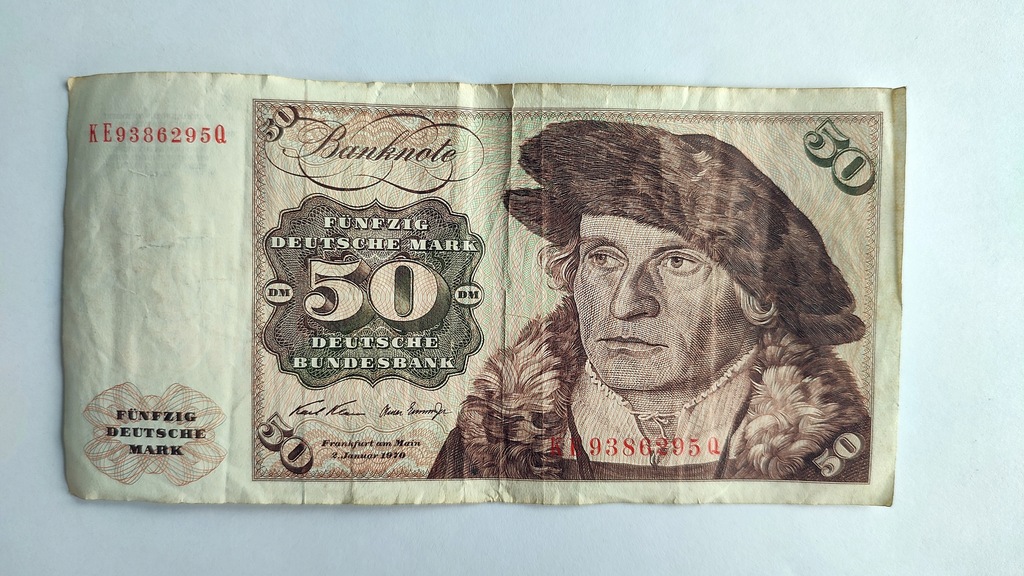 KE9386295Q
50
Banknote
50
FÜNFZIG
DEUTSCHE MARK
DM 50 DM
DEUTSCHE
BUNDESBANK
FÜNFZIG
DEUTSCHE
MARK
50
Frankfurt am Main
2. Januar 1970
KE9386295Q
50